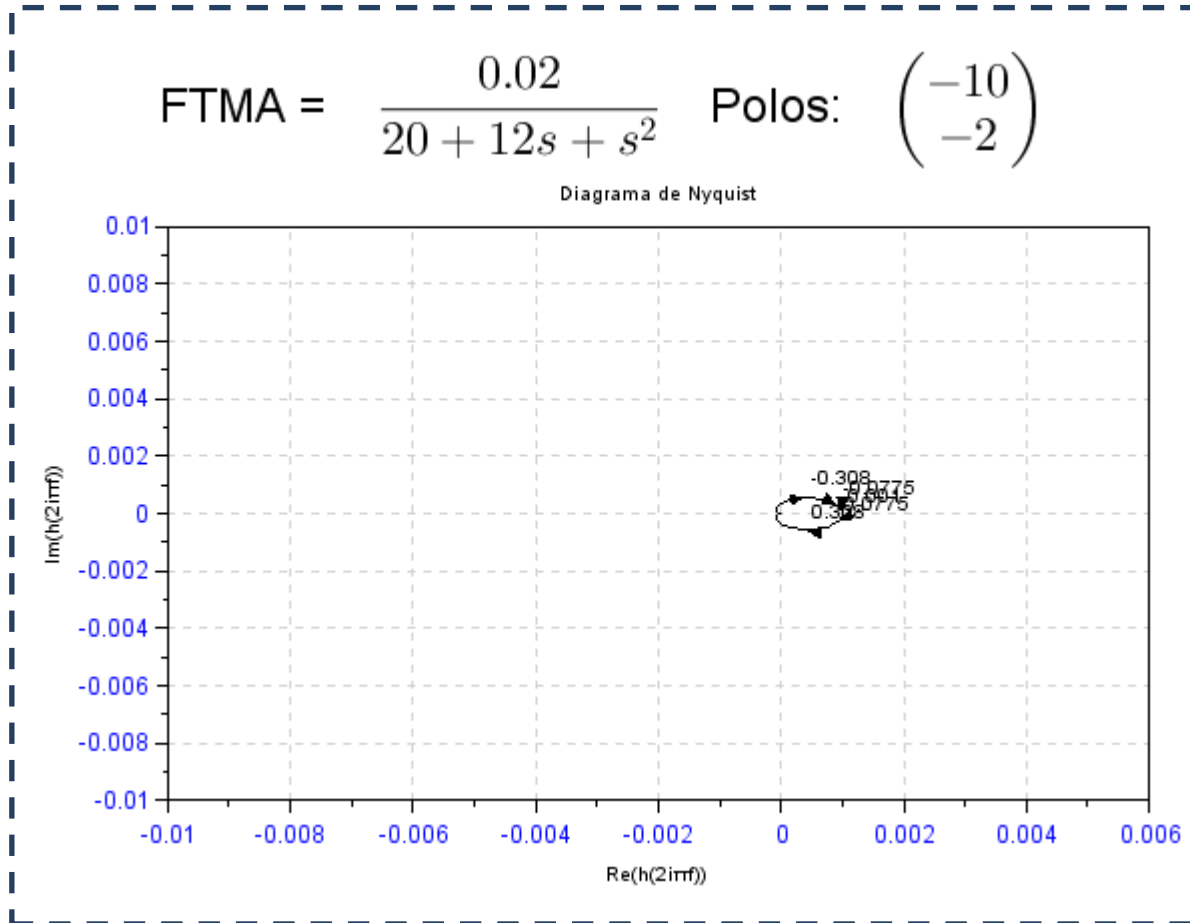 FTMA = 0.02 / (20 + 12s + s²) Polos: (−10 −2)
Diagrama de Nyquist
0.01
0.008
0.006
0.004
0.002
0
-0.002
-0.004
-0.006
-0.008
-0.01
Im(h(2iπf))
-0.308
0.0775
-0.01 -0.008 -0.006 -0.004 -0.002 0 0.002 0.004 0.006
Re(h(2iπf))